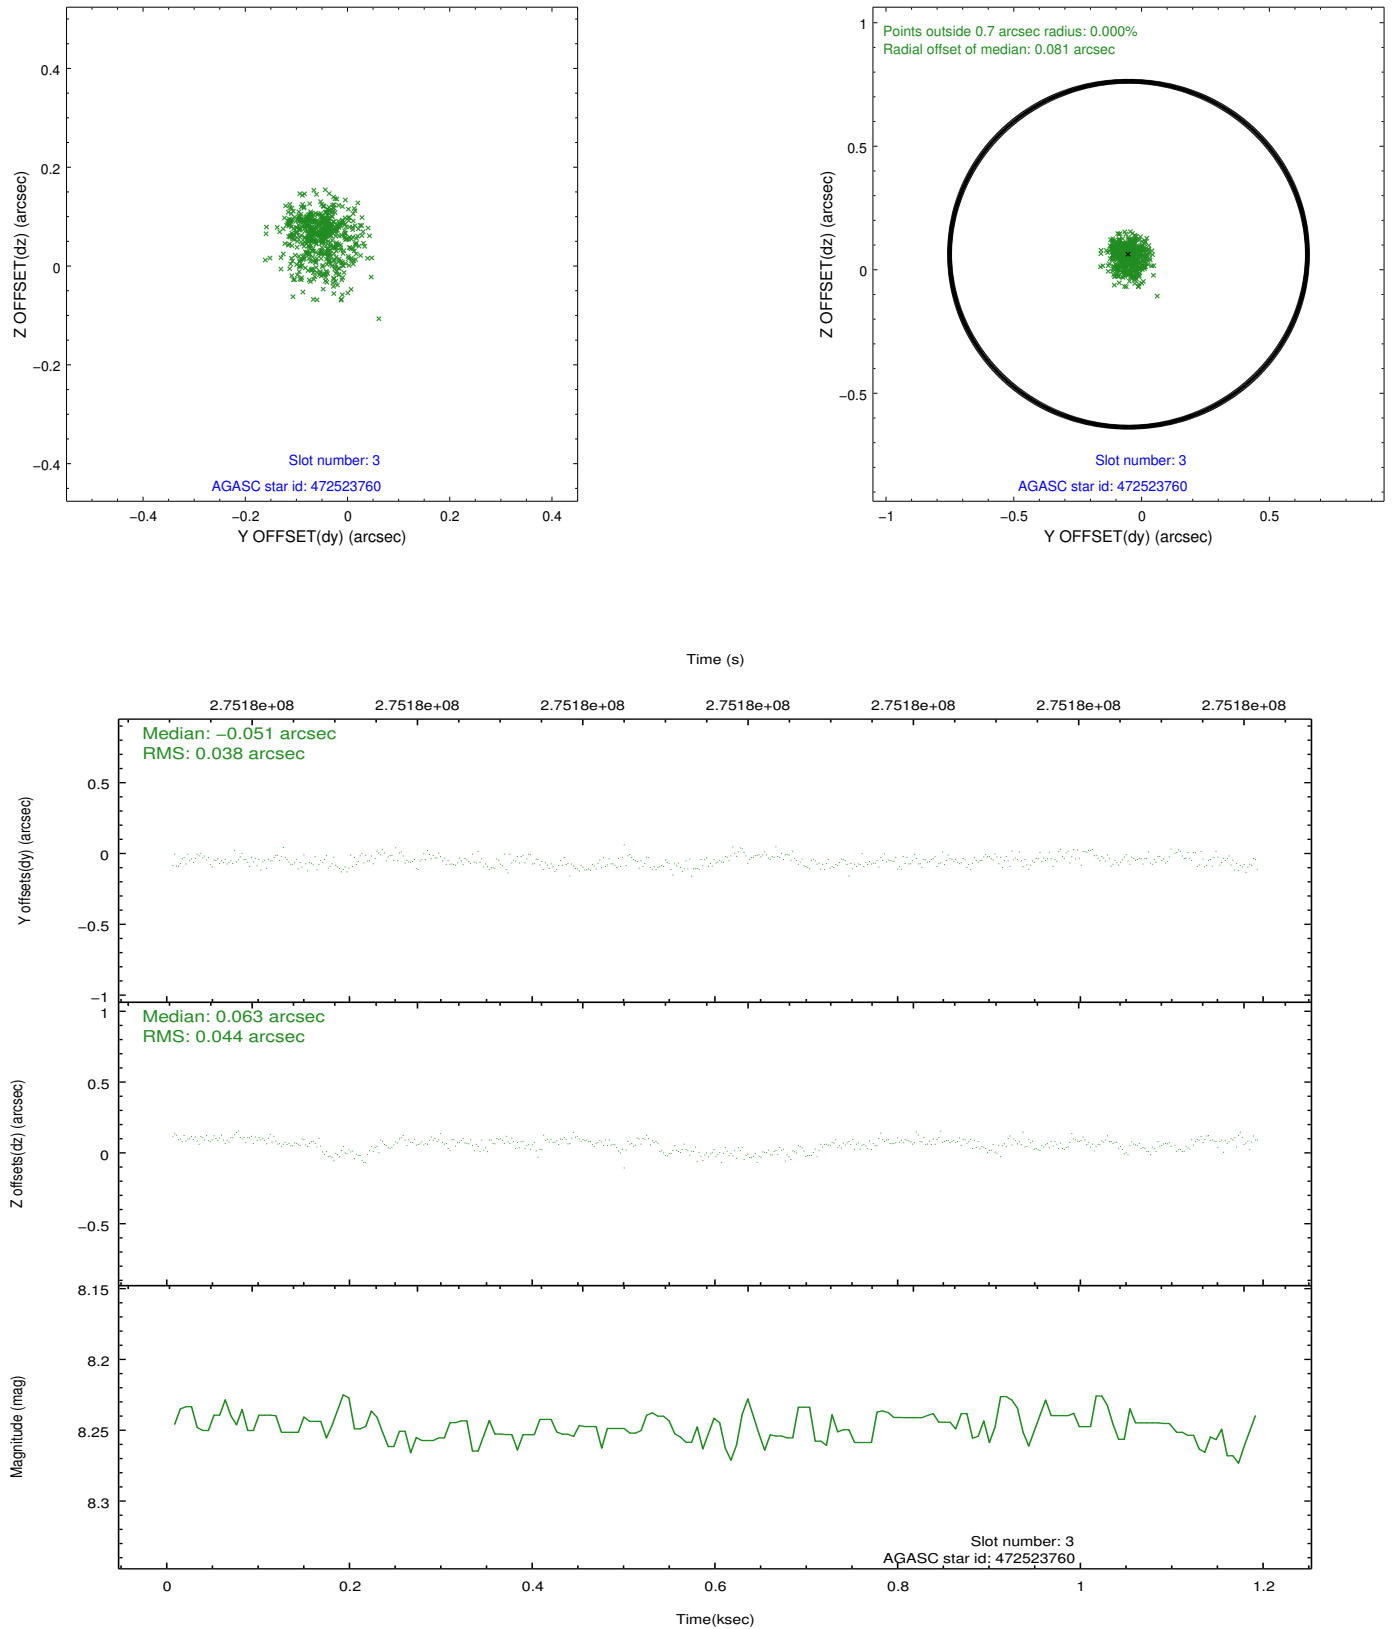 0.4
0.2
0
−0.2
−0.4
Z OFFSET(dz) (arcsec)
Slot number: 3
AGASC star id: 472523760
−0.4 −0.2 0 0.2 0.4
Y OFFSET(dy) (arcsec)
Points outside 0.7 arcsec radius: 0.000%
Radial offset of median: 0.081 arcsec
1
0.5
0
−0.5
Z OFFSET(dz) (arcsec)
Slot number: 3
AGASC star id: 472523760
−1 −0.5 0 0.5
Y OFFSET(dy) (arcsec)
Time (s)
2.7518e+08 2.7518e+08 2.7518e+08 2.7518e+08 2.7518e+08 2.7518e+08 2.7518e+08
Median: −0.051 arcsec
RMS: 0.038 arcsec
0.5
0
−0.5
−1
Y offsets(dy) (arcsec)
Median: 0.063 arcsec
RMS: 0.044 arcsec
1
0.5
0
−0.5
Z offsets(dz) (arcsec)
8.15
8.2
8.25
8.3
Magnitude (mag)
Slot number: 3
AGASC star id: 472523760
0 0.2 0.4 0.6 0.8 1 1.2
Time(ksec)